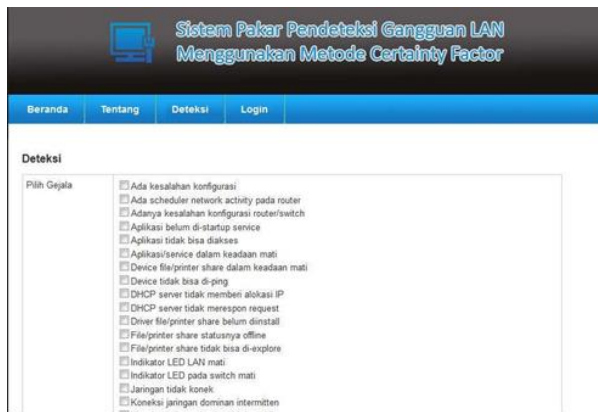 Sistem Pakar Pendeteksi Gangguan LAN
Menggunakan Metode Certainty Factor
Beranda Tentang Deteksi Login
Deteksi
Pilih Gejala
Ada kesalahan konfigurasi
Ada scheduler network activity pada router
Adanya kesalahan konfigurasi router/switch
Aplikasi belum di-startup service
Aplikasi tidak bisa diakses
Aplikasi/service dalam keadaan mati
Device file/printer share dalam keadaan mati
Device tidak bisa di-ping
DHCP server tidak memberi alokasi IP
DHCP server tidak merespon request
Driver file/printer share belum diinstall
File/printer share statusnya offline
File/printer share tidak bisa di-explore
Indikator LED LAN mati
Indikator LED pada switch mati
Jaringan tidak konek
Koneksi jaringan dominan intermitten